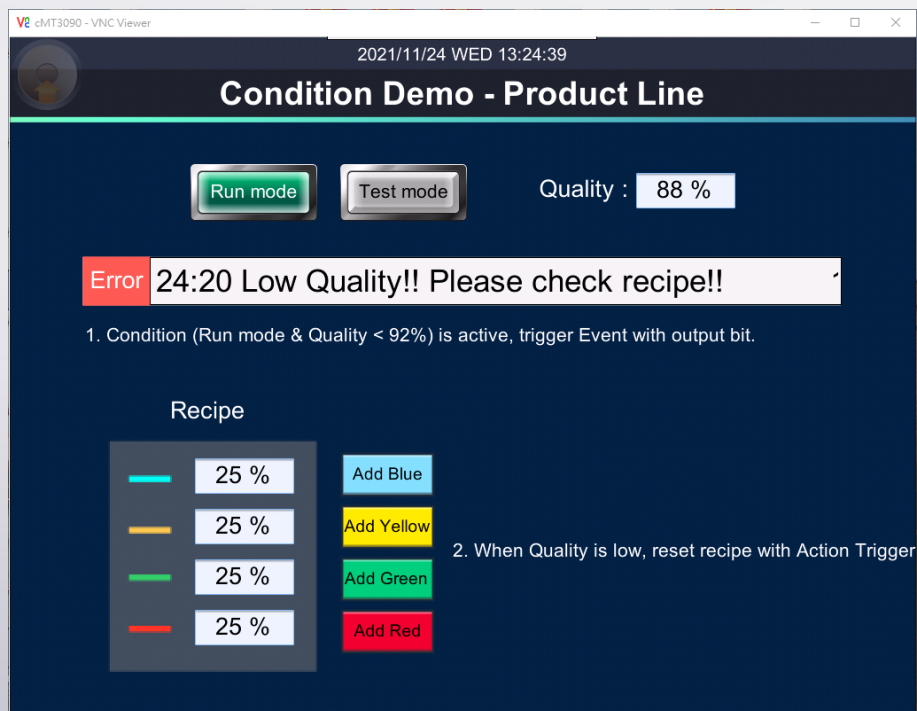 cMT3090 - VNC Viewer
2021/11/24 WED 13:24:39
Condition Demo - Product Line
Run mode Test mode Quality : 88 %
Error 24:20 Low Quality!! Please check recipe!!
1. Condition (Run mode & Quality < 92%) is active, trigger Event with output bit.
Recipe
25 % Add Blue
25 % Add Yellow
2. When Quality is low, reset recipe with Action Trigger
25 % Add Green
25 % Add Red